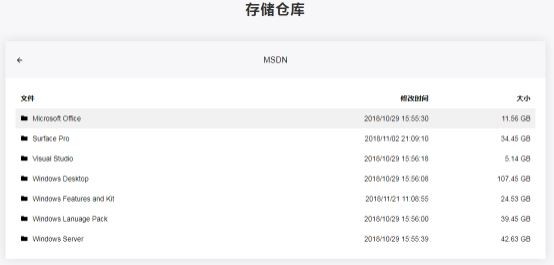 存储仓库
MSDN
文件 修改时间 大小
Microsoft Office 2018/10/29 15:55:30 11.56 GB
Surface Pro 2018/11/02 21:09:10 34.45 GB
Visual Studio 2018/10/29 15:56:18 5.14 GB
Windows Desktop 2018/10/29 15:56:08 107.45 GB
Windows Features and Kit 2018/11/21 11:08:55 24.53 GB
Windows Lanuage Pack 2018/10/29 15:56:00 39.45 GB
Windows Server 2018/10/29 15:55:39 42.63 GB